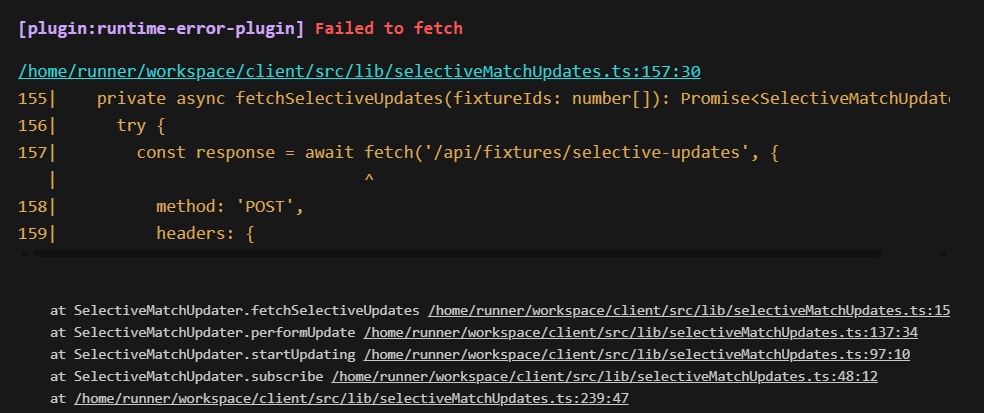 [plugin:runtime-error-plugin] Failed to fetch
/home/runner/workspace/client/src/lib/selectiveMatchUpdates.ts:157:30
155|    private async fetchSelectiveUpdates(fixtureIds: number[]): Promise<SelectiveMatchUpdate
156|      try {
157|        const response = await fetch('/api/fixtures/selective-updates', {
   |                               ^
158|          method: 'POST',
159|          headers: {
at SelectiveMatchUpdater.fetchSelectiveUpdates /home/runner/workspace/client/src/lib/selectiveMatchUpdates.ts:15
at SelectiveMatchUpdater.performUpdate /home/runner/workspace/client/src/lib/selectiveMatchUpdates.ts:137:34
at SelectiveMatchUpdater.startUpdating /home/runner/workspace/client/src/lib/selectiveMatchUpdates.ts:97:10
at SelectiveMatchUpdater.subscribe /home/runner/workspace/client/src/lib/selectiveMatchUpdates.ts:48:12
at /home/runner/workspace/client/src/lib/selectiveMatchUpdates.ts:239:47